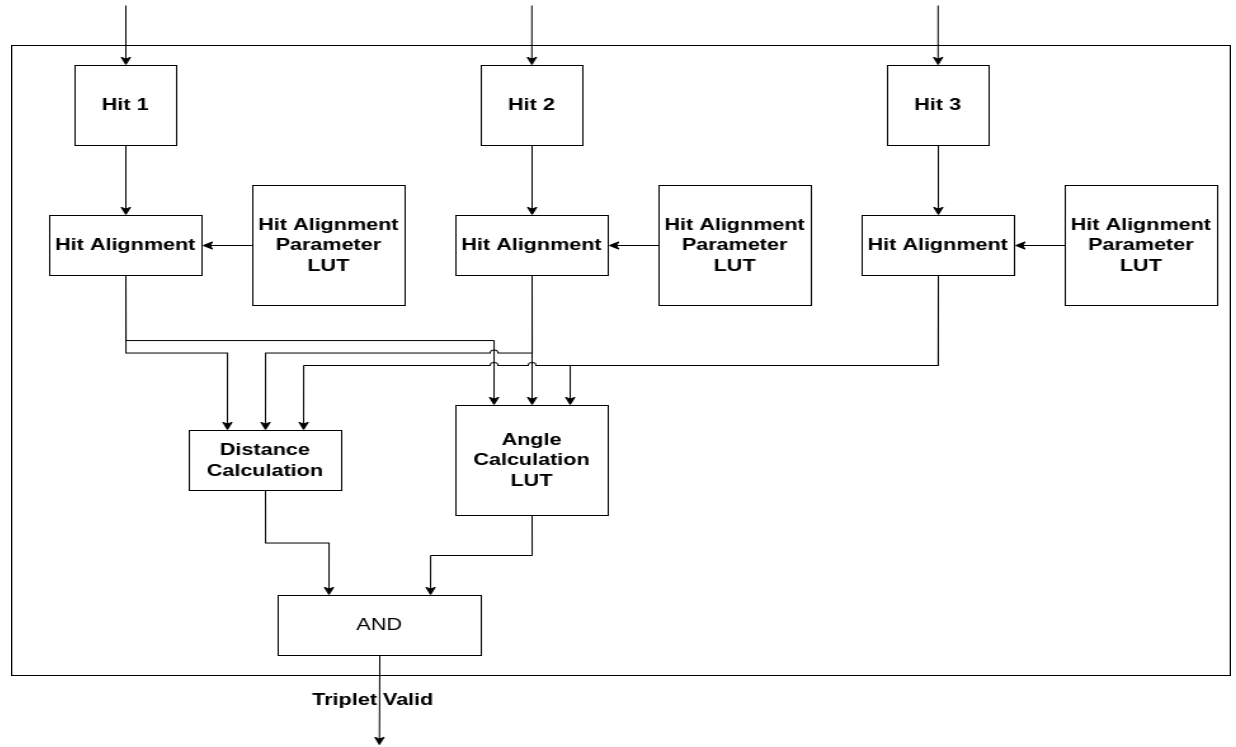 Hit 1
Hit 2
Hit 3
Hit Alignment
Hit Alignment
Parameter
LUT
Hit Alignment
Hit Alignment
Parameter
LUT
Hit Alignment
Hit Alignment
Parameter
LUT
Distance
Calculation
Angle
Calculation
LUT
AND
Triplet Valid